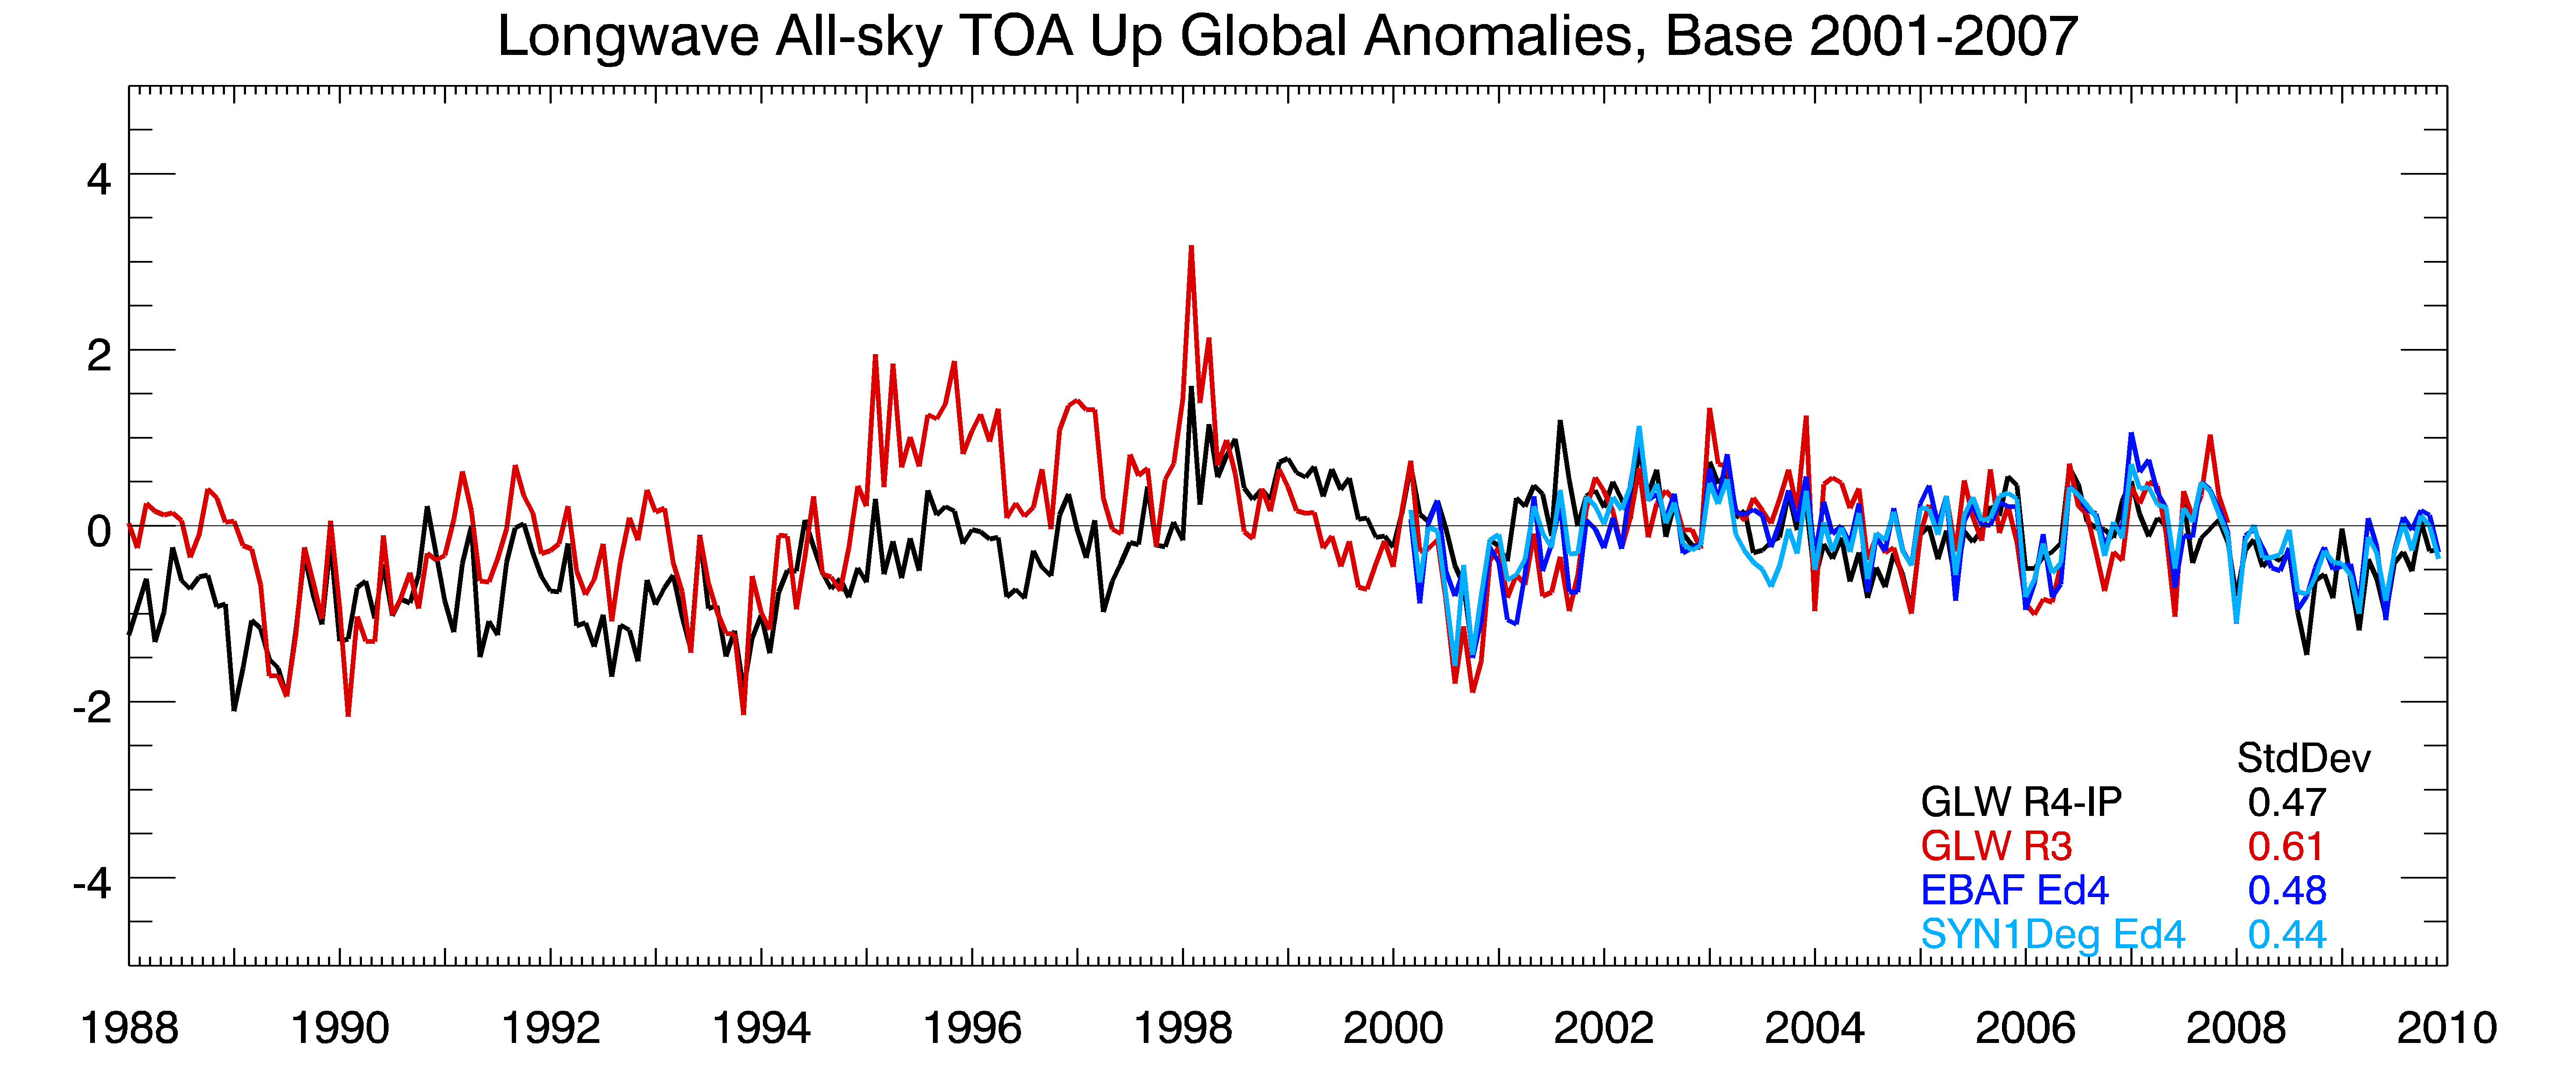 Longwave All-sky TOA Up Global Anomalies, Base 2001-2007
4
2
0
-2
-4
StdDev
GLW R4-IP 0.47
GLW R3 0.61
EBAF Ed4 0.48
SYN1Deg Ed4 0.44
1988 1990 1992 1994 1996 1998 2000 2002 2004 2006 2008 2010